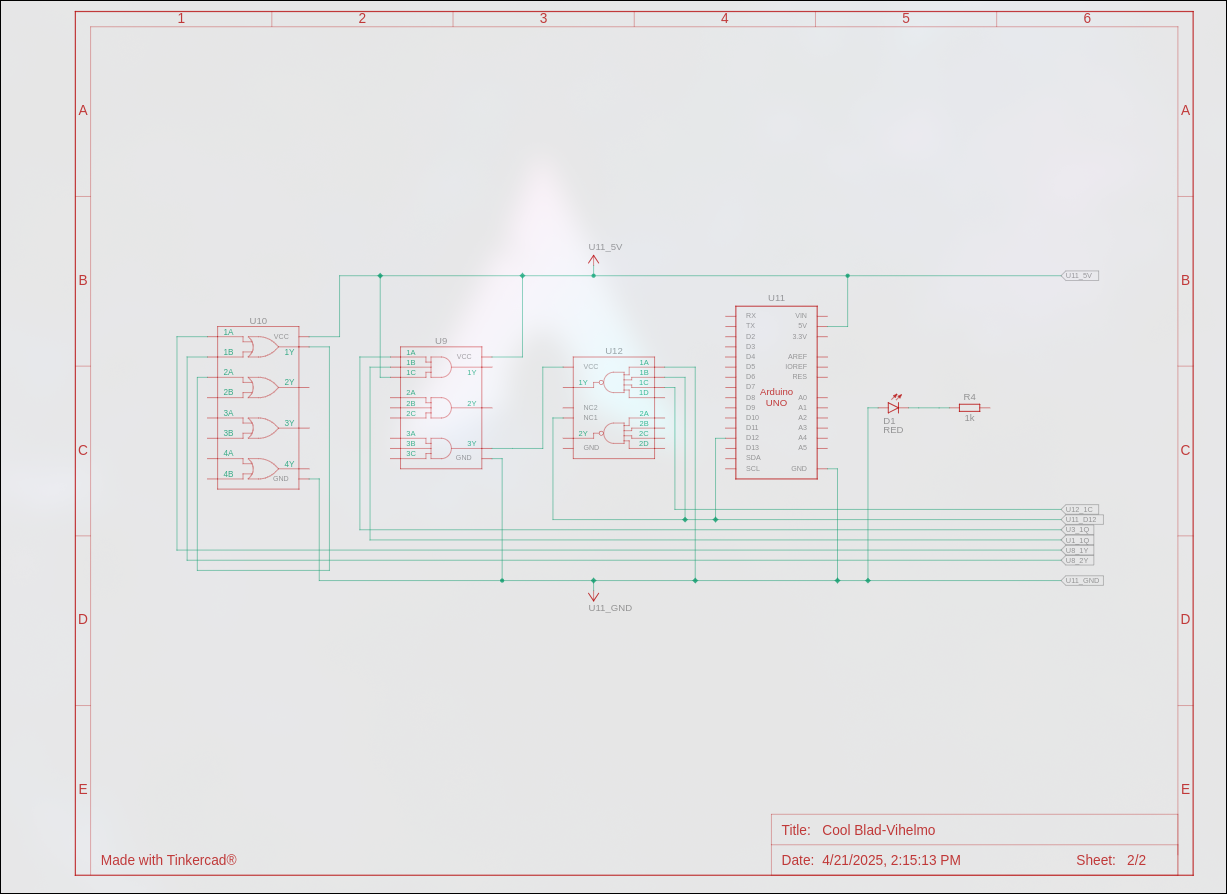 1 2 3 4 5 6
A A
U11_5V
B U11_5V B
U11
U10
RX VIN
TX 5V
1A VCC
D2 3.3V
1B 1Y
U9
D3
U12
1A VCC
1B 1Y
1C
VCC 1A
1B
1Y 1C
1D
D4 AREF
D5 IOREF
D6 RES
D7
2A 2Y
2B
2A
2B 2Y
2C
NC2
NC1 2A
2B
2Y 2C
GND 2D
Arduino
UNO
D8 A0
D9 A1
D10 A2
D11 A3
D12 A4
D13 A5
SDA
SCL GND
D1
RED
R4
1k
3A 3Y
3B
3A
3B 3Y
3C GND
C C
4A 4Y
4B GND
U12_1C
U11_D12
U3_1Q
U1_1Q
U8_1Y
U8_2Y
U11_GND
U11_GND
D D
E E
Title: Cool Blad-Vihelmo
Made with Tinkercad® Date: 4/21/2025, 2:15:13 PM Sheet: 2/2